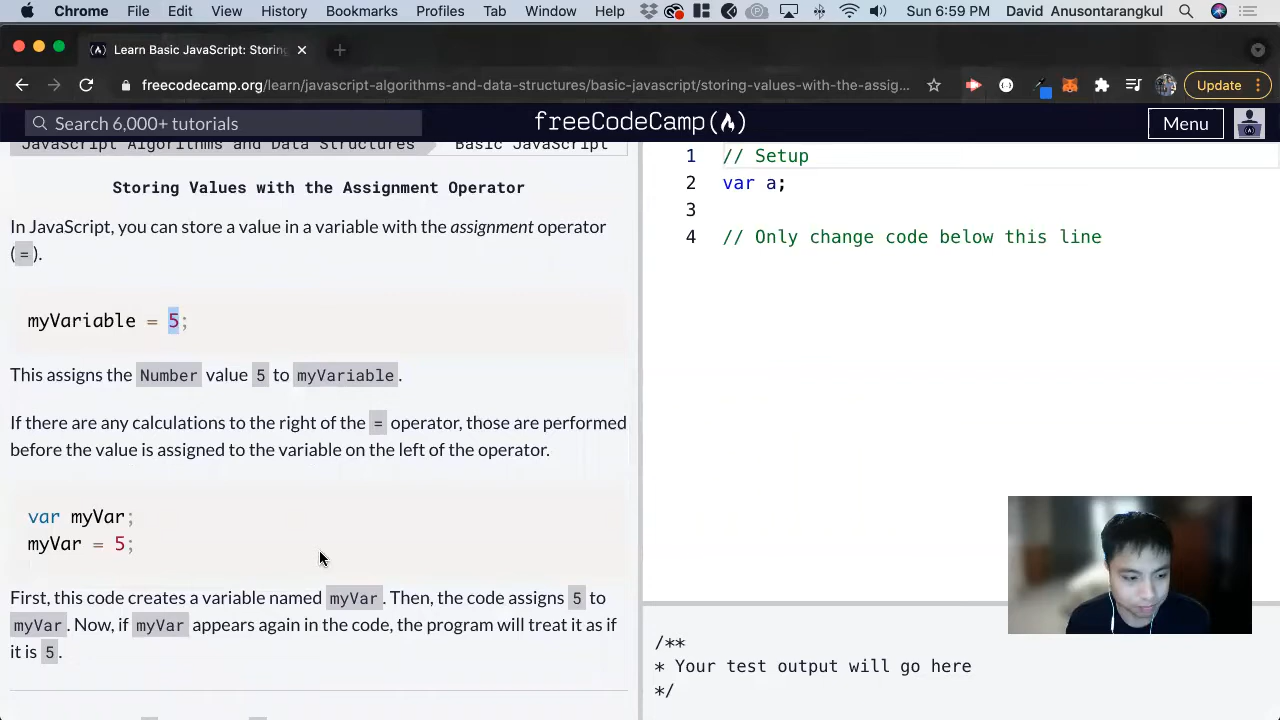 Chrome File Edit View History Bookmarks Profiles Tab Window Help Sun 6:59 PM David Anusontarangkul
Learn Basic JavaScript: Storing
freecodecamp.org/learn/javascript-algorithms-and-data-structures/basic-javascript/storing-values-with-the-assig... Update
Search 6,000+ tutorials freeCodeCamp Menu
JavaScript Algorithms and Data Structures Basic JavaScript
Storing Values with the Assignment Operator
In JavaScript, you can store a value in a variable with the assignment operator
(=).
myVariable = 5;
This assigns the Number value 5 to myVariable.
If there are any calculations to the right of the = operator, those are performed
before the value is assigned to the variable on the left of the operator.
var myVar;
myVar = 5;
First, this code creates a variable named myVar. Then, the code assigns 5 to
myVar. Now, if myVar appears again in the code, the program will treat it as if
it is 5.
1 // Setup
2 var a;
3
4 // Only change code below this line
/**
* Your test output will go here
*/